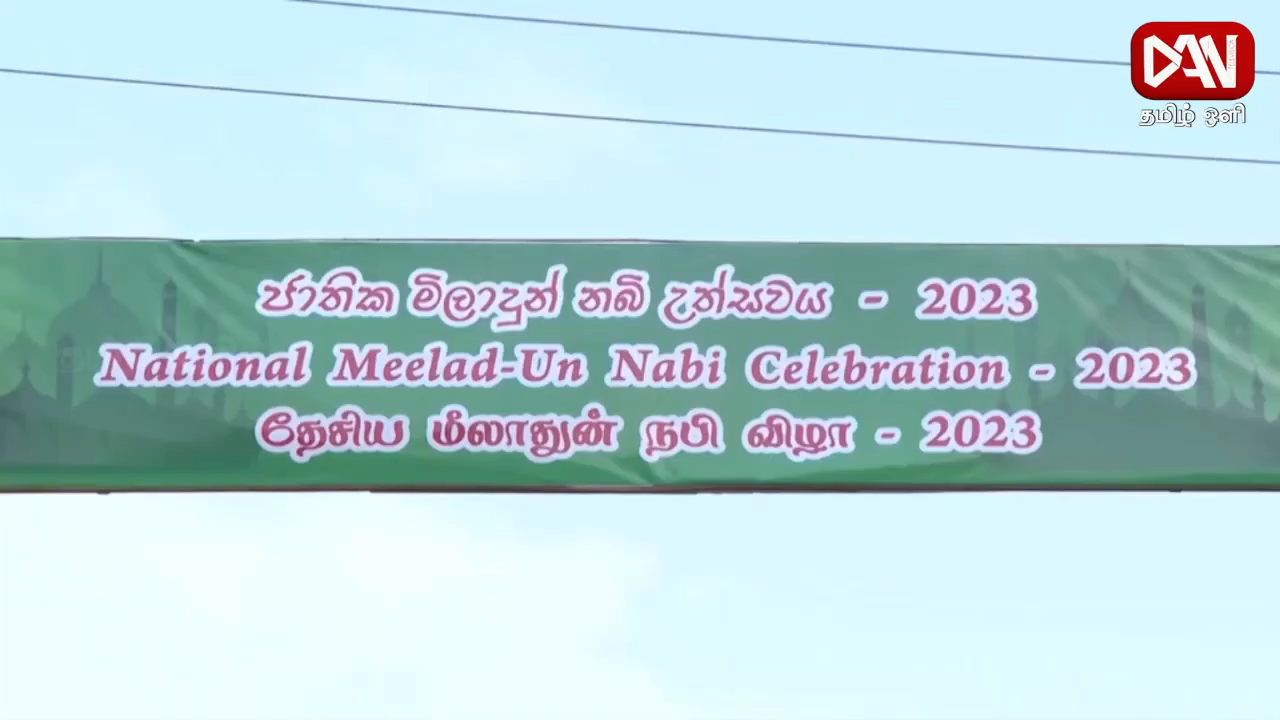 DAN
தமிழ் ஒளி
ජාතික මිලාදුන් නබි උත්සවය - 2023
National Meelad-Un Nabi Celebration - 2023
தேசிய மீலாதுன் நபி விழா - 2023